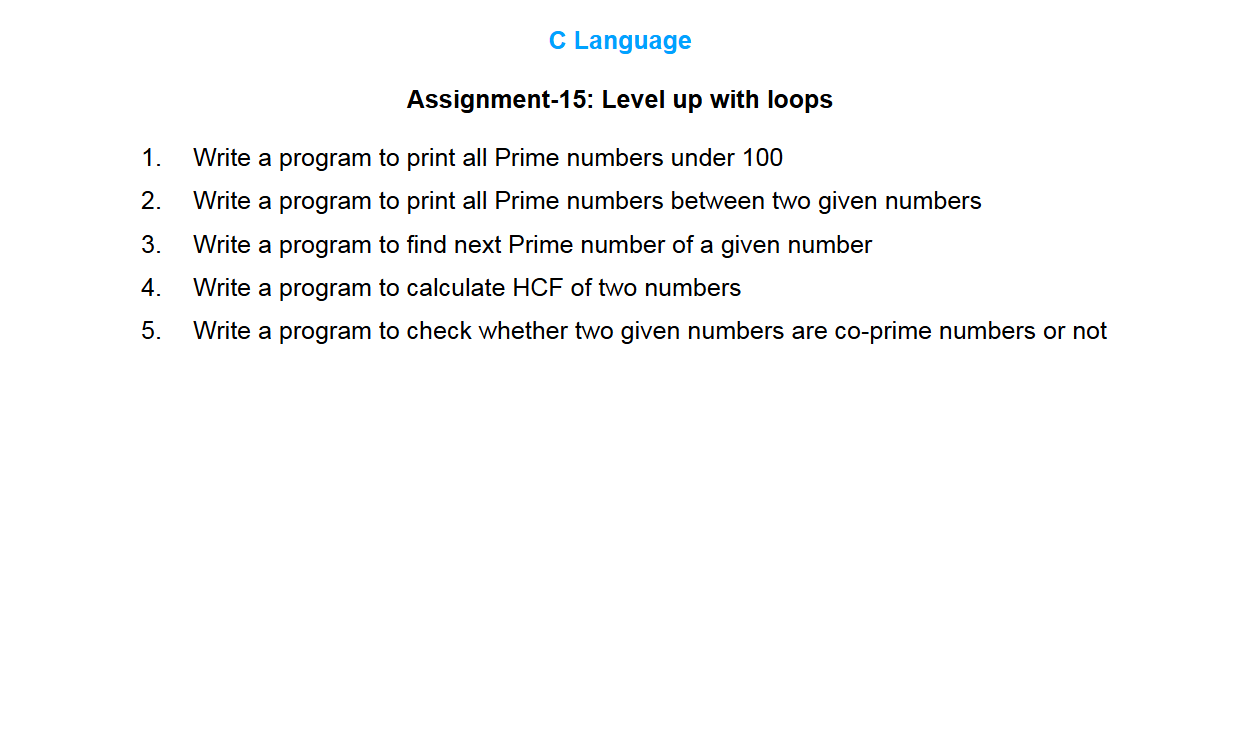 C Language
Assignment-15: Level up with loops
1. Write a program to print all Prime numbers under 100
2. Write a program to print all Prime numbers between two given numbers
3. Write a program to find next Prime number of a given number
4. Write a program to calculate HCF of two numbers
5. Write a program to check whether two given numbers are co-prime numbers or not